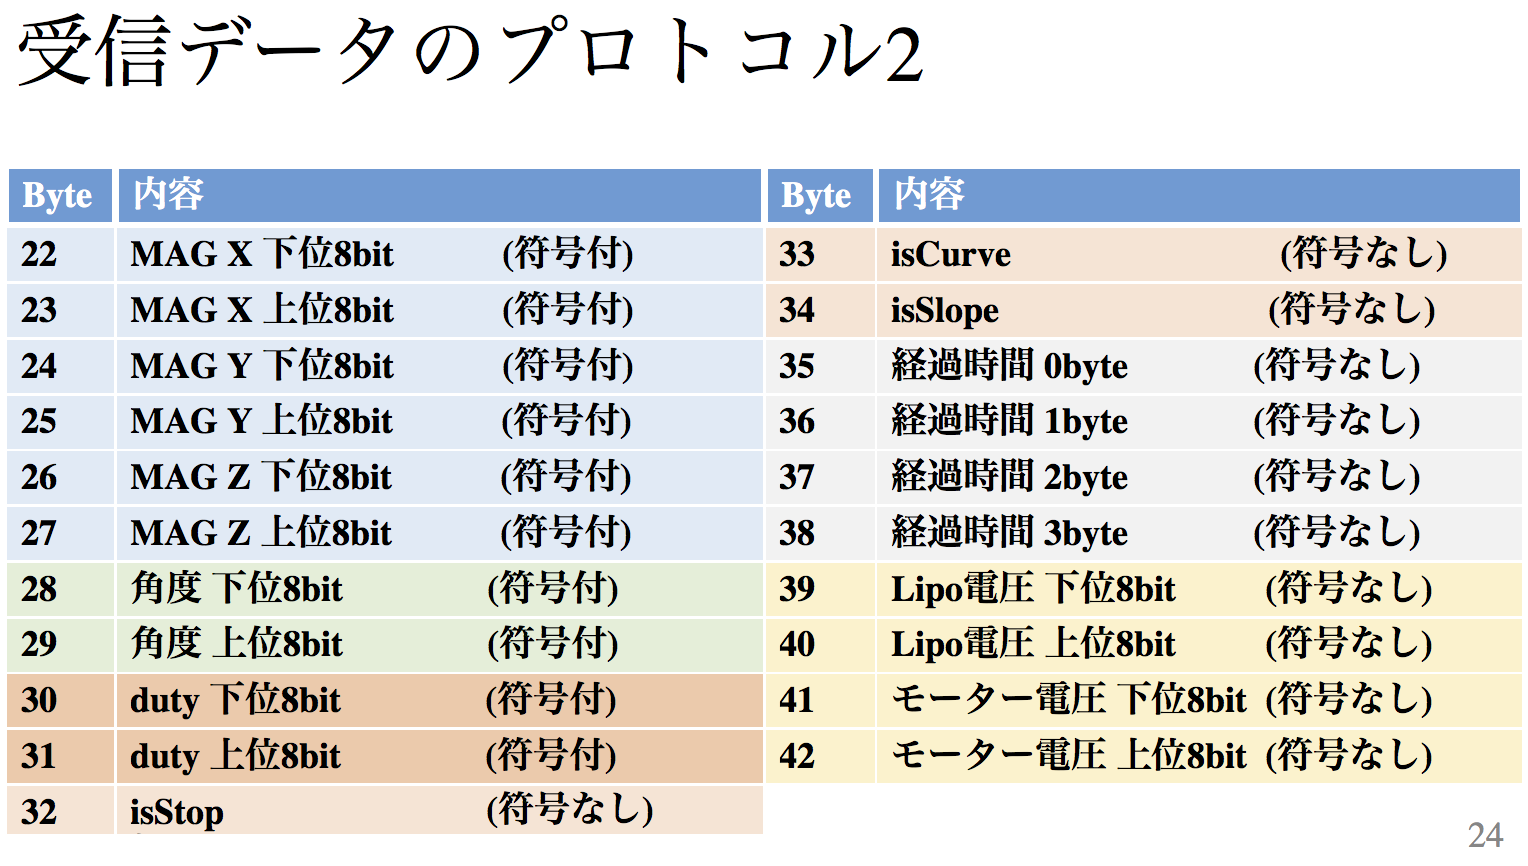 受信データのプロトコル2
Byte 内容
22 MAG X 下位8bit (符号付)
23 MAG X 上位8bit (符号付)
24 MAG Y 下位8bit (符号付)
25 MAG Y 上位8bit (符号付)
26 MAG Z 下位8bit (符号付)
27 MAG Z 上位8bit (符号付)
28 角度 下位8bit (符号付)
29 角度 上位8bit (符号付)
30 duty 下位8bit (符号付)
31 duty 上位8bit (符号付)
32 isStop (符号なし)
Byte 内容
33 isCurve (符号なし)
34 isSlope (符号なし)
35 経過時間 0byte (符号なし)
36 経過時間 1byte (符号なし)
37 経過時間 2byte (符号なし)
38 経過時間 3byte (符号なし)
39 Lipo電圧 下位8bit (符号なし)
40 Lipo電圧 上位8bit (符号なし)
41 モーター電圧 下位8bit (符号なし)
42 モーター電圧 上位8bit (符号なし)
24